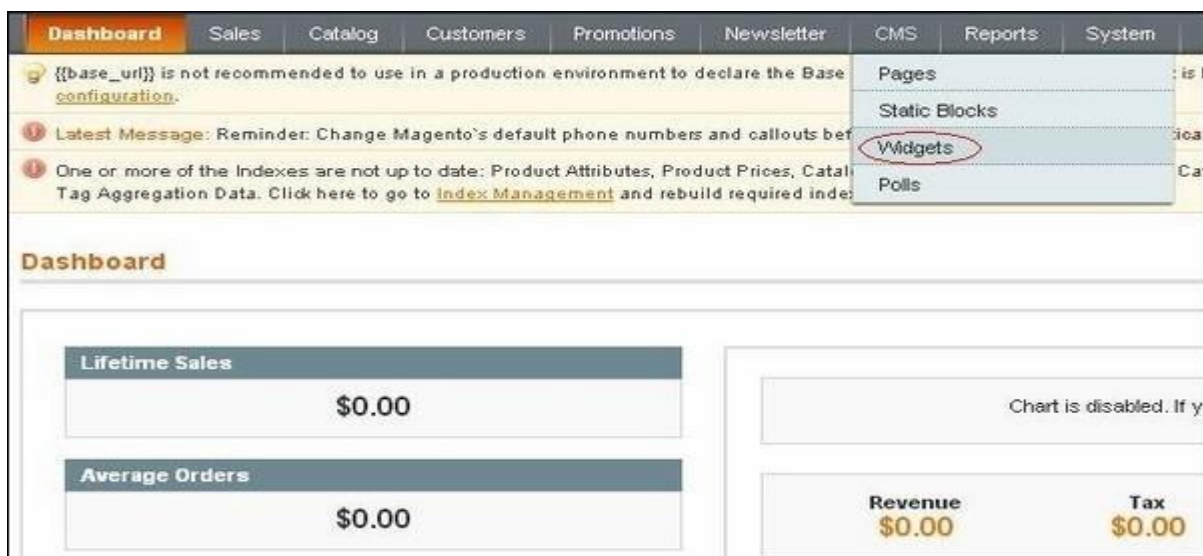 Dashboard Sales Catalog Customers Promotions Newsletter CMS Reports System
{{base_url}} is not recommended to use in a production environment to declare the Base
: is
configuration.
Latest Message: Reminder: Change Magento's default phone numbers and callouts bef
tica
One or more of the Indexes are not up to date: Product Attributes, Product Prices, Catal
Ca
Tag Aggregation Data. Click here to go to Index Management and rebuild required inde
Pages
Static Blocks
Widgets
Polls
Dashboard
Lifetime Sales
$0.00
Average Orders
$0.00
Chart is disabled. If y
Revenue Tax
$0.00 $0.00